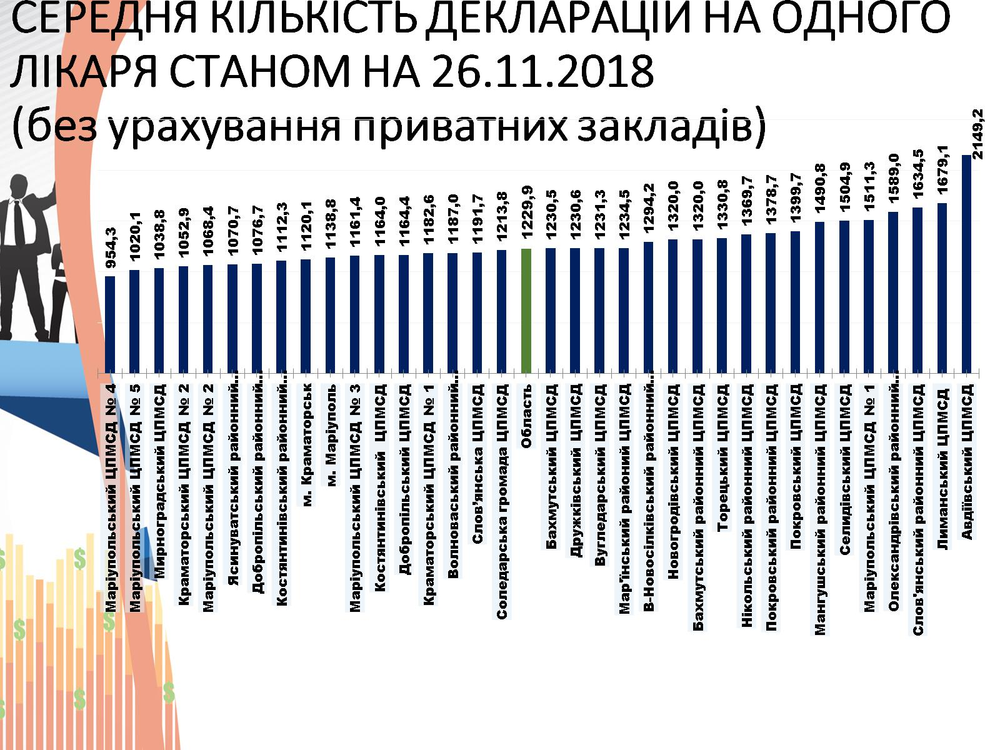 СЕРЕДНЯ КІЛЬКІСТЬ ДЕКЛАРАЦІЙ НА ОДНОГО
ЛІКАРЯ СТАНОМ НА 26.11.2018
(без урахування приватних закладів)
954,3
1020,1
1038,8
1052,9
1068,4
1070,7
1076,7
1112,3
1120,1
1138,8
1161,4
1164,0
1164,4
1182,6
1187,0
1191,7
1213,8
1229,9
1230,5
1230,6
1231,3
1234,5
1294,2
1320,0
1320,0
1330,8
1369,7
1378,7
1399,7
1490,8
1504,9
1511,3
1589,0
1634,5
1679,1
2149,2
Маріупольський ЦПМСД № 4
Маріупольський ЦПМСД № 5
Мирноградський ЦПМСД
Краматорський ЦПМСД № 2
Маріупольський ЦПМСД № 2
Ясинуватський районний...
Добропільський районний...
Костянтинівський районний...
м. Краматорськ
м. Маріуполь
Маріупольський ЦПМСД № 3
Костянтинівський ЦПМСД
Добропільський ЦПМСД
Краматорський ЦПМСД № 1
Волноваський районний...
Слов'янська ЦПМСД
Соледарська громада ЦПМСД
Область
Бахмутський ЦПМСД
Дружківський ЦПМСД
Вугледарський ЦПМСД
Мар'їнський районий ЦПМСД
В-Новосілківський районний...
Новогродівський ЦПМСД
Бахмутський районний ЦПМСД
Торецький ЦПМСД
Нікольський районний ЦПМСД
Покровський районний ЦПМСД
Покровський ЦПМСД
Мангушський районний ЦПМСД
Селидівський ЦПМСД
Маріупольський ЦПМСД № 1
Олександрівський районний...
Слов'янський районний ЦПМСД
Лиманський ЦПМСД
Авдіївський ЦПМСД
$
$
$
$
$
$
$